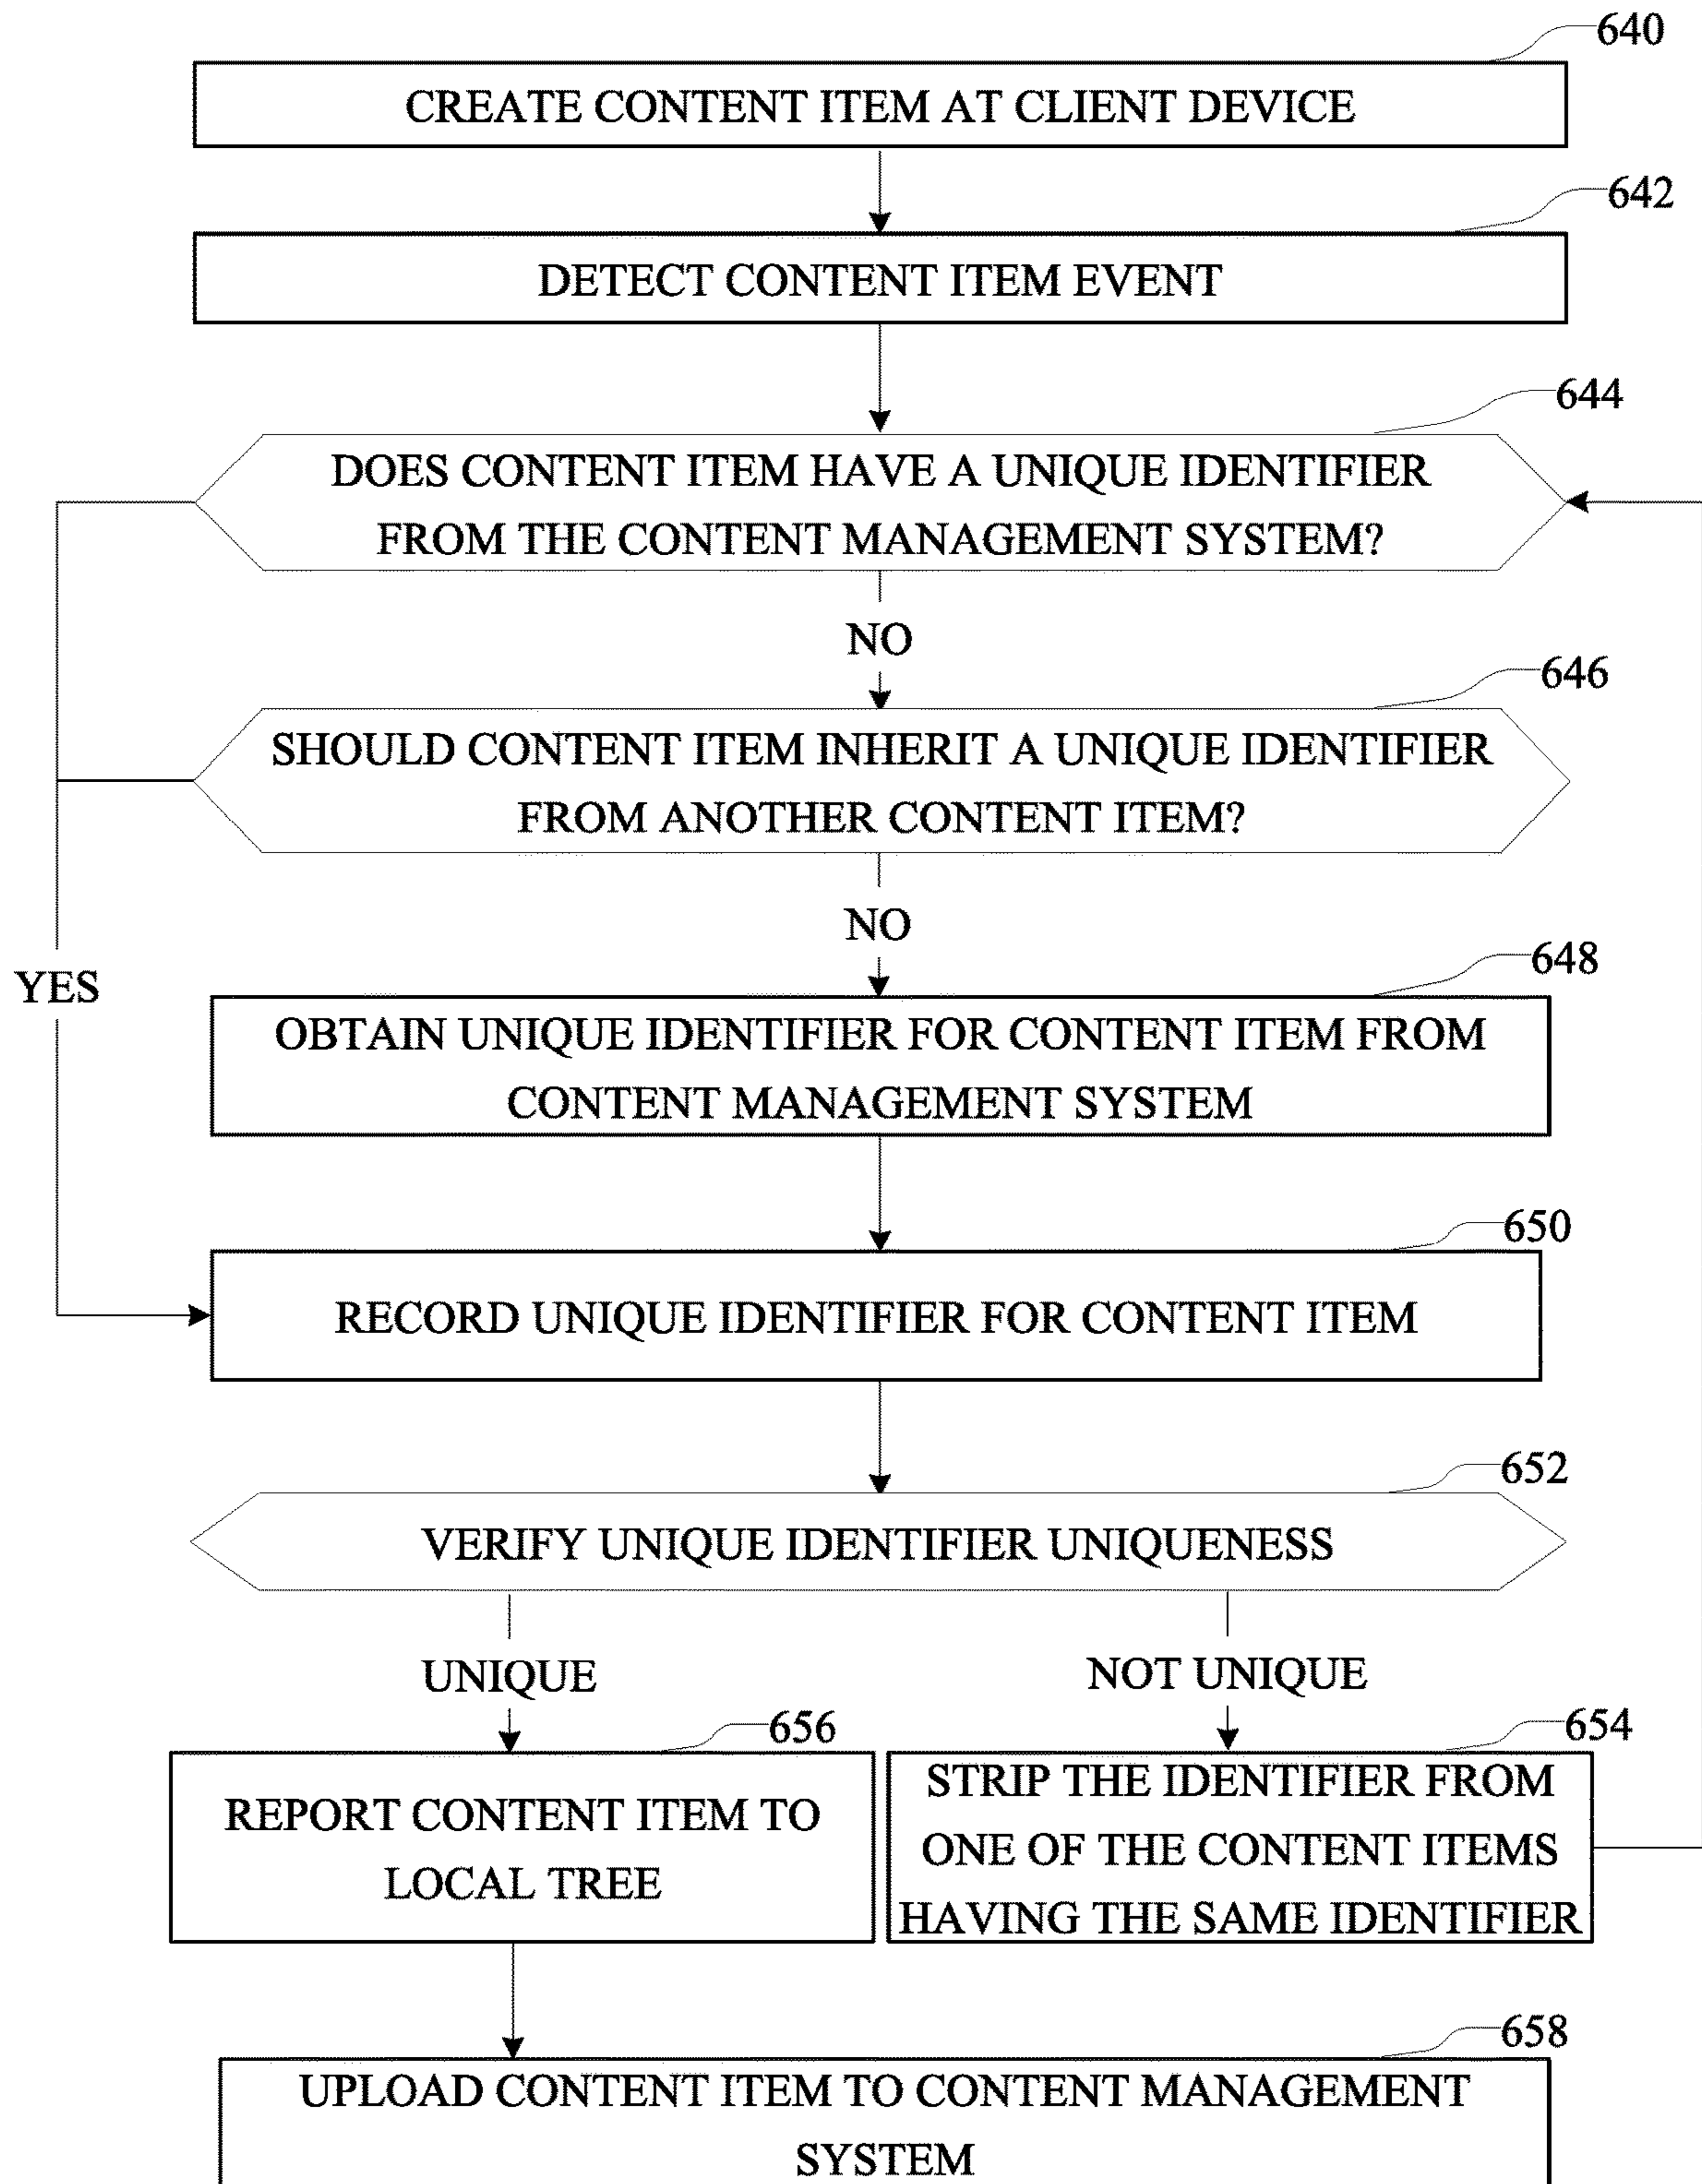 640
CREATE CONTENT ITEM AT CLIENT DEVICE
642
DETECT CONTENT ITEM EVENT
644
DOES CONTENT ITEM HAVE A UNIQUE IDENTIFIER
FROM THE CONTENT MANAGEMENT SYSTEM?
NO
646
SHOULD CONTENT ITEM INHERIT A UNIQUE IDENTIFIER
FROM ANOTHER CONTENT ITEM?
NO
YES
648
OBTAIN UNIQUE IDENTIFIER FOR CONTENT ITEM FROM
CONTENT MANAGEMENT SYSTEM
650
RECORD UNIQUE IDENTIFIER FOR CONTENT ITEM
652
VERIFY UNIQUE IDENTIFIER UNIQUENESS
UNIQUE
NOT UNIQUE
656
REPORT CONTENT ITEM TO
LOCAL TREE
654
STRIP THE IDENTIFIER FROM
ONE OF THE CONTENT ITEMS
HAVING THE SAME IDENTIFIER
658
UPLOAD CONTENT ITEM TO CONTENT MANAGEMENT
SYSTEM